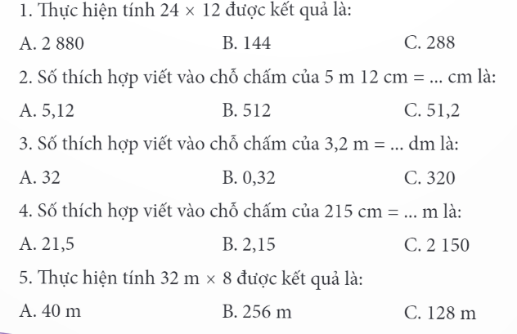 1. Thực hiện tính 24 × 12 được kết quả là:
A. 2 880 B. 144 C. 288
2. Số thích hợp viết vào chỗ chấm của 5 m 12 cm = ... cm là:
A. 5,12 B. 512 C. 51,2
3. Số thích hợp viết vào chỗ chấm của 3,2 m = ... dm là:
A. 32 B. 0,32 C. 320
4. Số thích hợp viết vào chỗ chấm của 215 cm = ... m là:
A. 21,5 B. 2,15 C. 2 150
5. Thực hiện tính 32 m × 8 được kết quả là:
A. 40 m B. 256 m C. 128 m